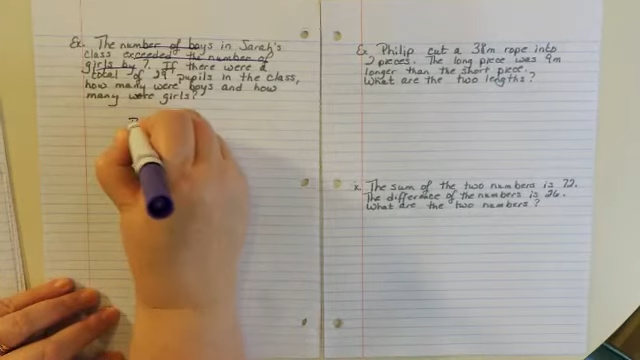 Ex. The number of boys in Sarah's
class exceeded the number of
girls by 7. If there were a
total of 29 pupils in the class,
how many were boys and how
many were girls?
Ex Philip cut a 38m rope into
2 pieces. The long piece was 9m
longer than the short piece.
What are the two lengths?
x. The sum of the two numbers is 72.
The difference of the numbers is 26.
What are the two numbers?